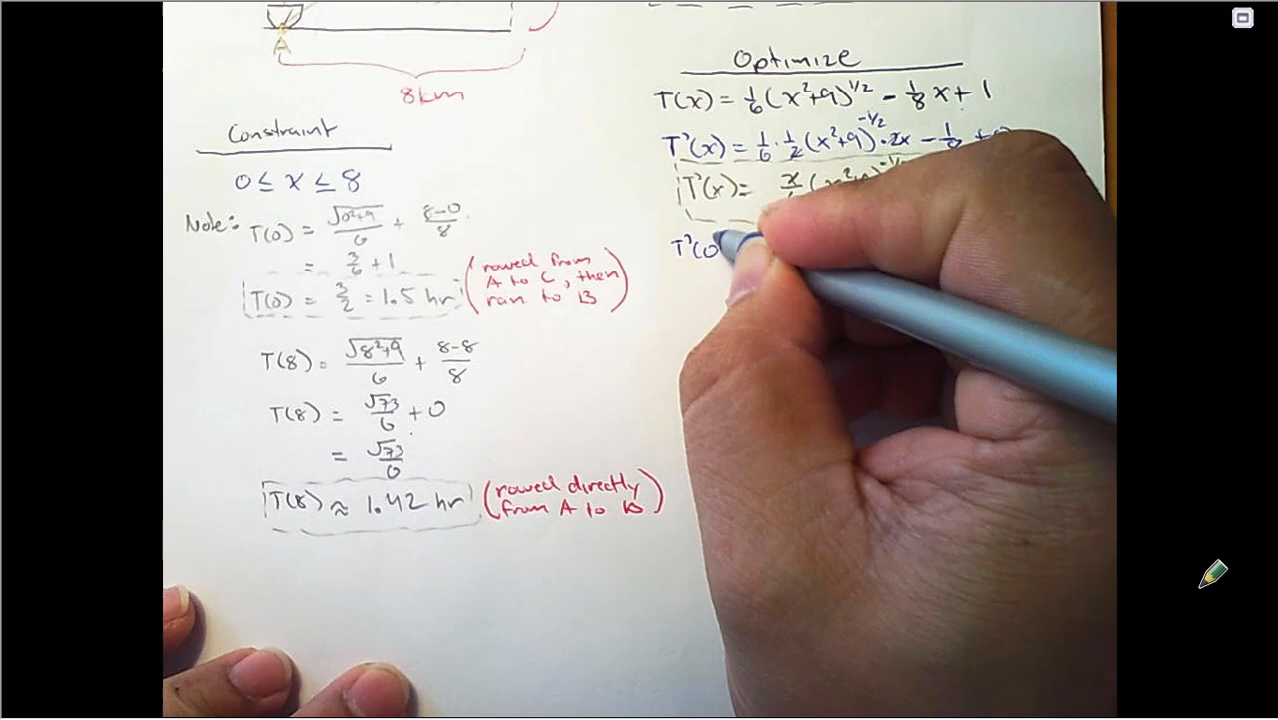 A
8km
Constraint
0 ≤ x ≤ 8
Note: T(0) = √(0²+9)/6 + (8-0)/8
= 3/6 + 1
T(0) = 3/2 = 1.5 hr
(rowed from
A to C, then
ran to B)
T(8) = √(8²+9)/6 + (8-8)/8
T(8) = √73/6 + 0
= √73/6
T(8) ≈ 1.42 hr
(rowed directly
from A to B)
Optimize
T(x) = 1/6(x²+9)^1/2 - 1/8 x + 1
T'(x) = 1/6 · 1/2 (x²+9)^-1/2 · 2x - 1/8 +
T'(x) =
T'(0